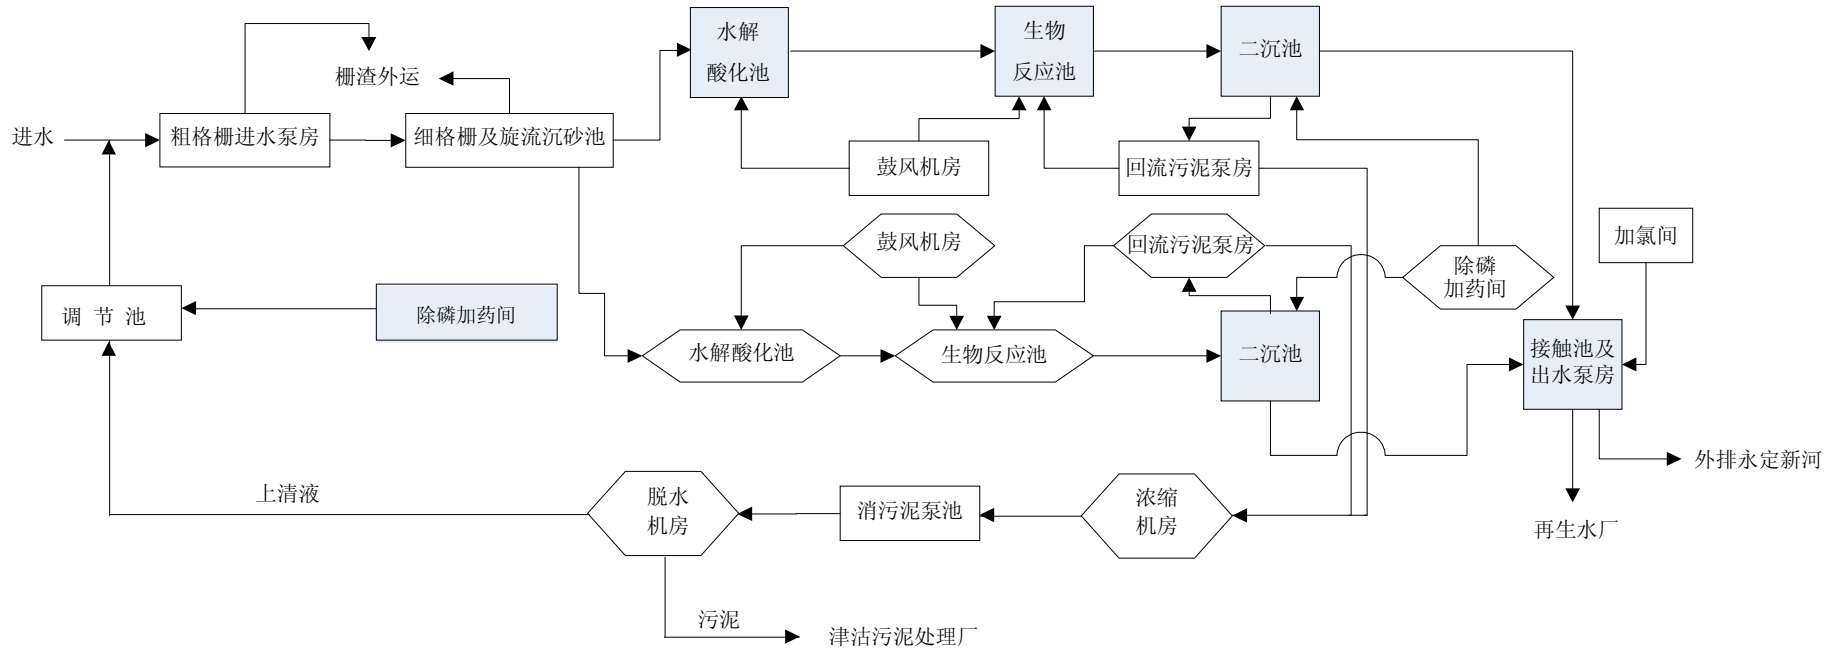 水解
酸化池
生物
反应池
二沉池
栅渣外运
进水
粗格栅进水泵房
细格栅及旋流沉砂池
鼓风机房
回流污泥泵房
鼓风机房
回流污泥泵房
加氯间
除磷
加药间
调 节 池
除磷加药间
水解酸化池
生物反应池
二沉池
接触池及
出水泵房
外排永定新河
上清液
脱水
机房
消污泥泵池
浓缩
机房
再生水厂
污泥
津沽污泥处理厂